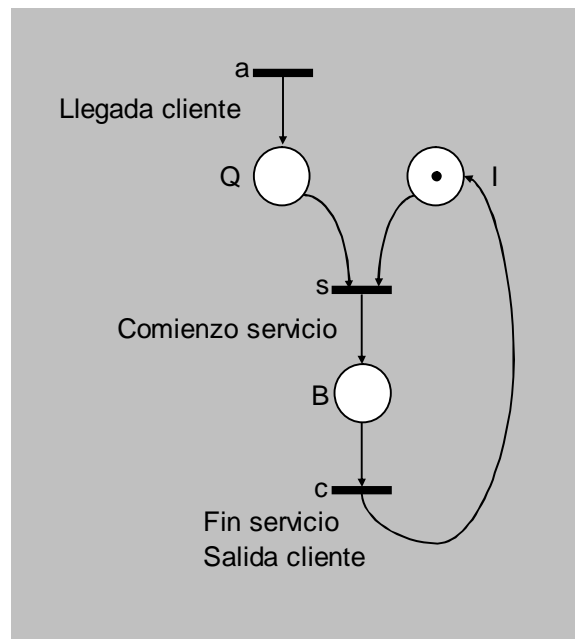 a
Llegada cliente
Q
I
s
Comienzo servicio
B
c
Fin servicio
Salida cliente